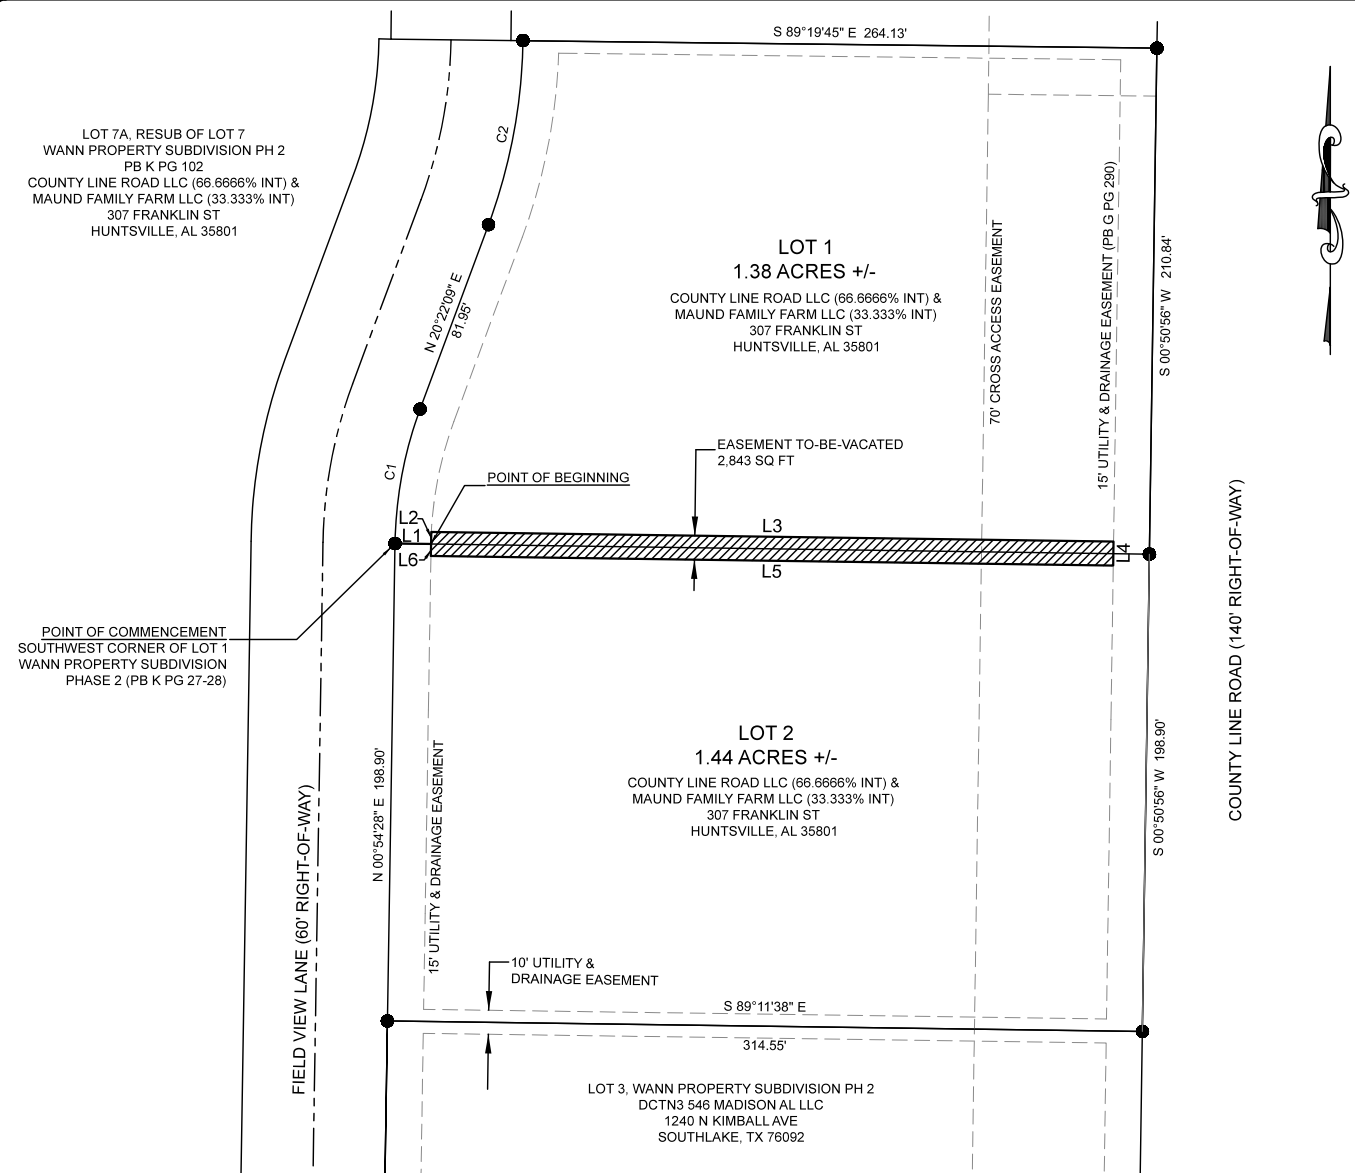 S 89°19'45" E  264.13'
C2
LOT 7A, RESUB OF LOT 7
WANN PROPERTY SUBDIVISION PH 2
PB K PG 102
COUNTY LINE ROAD LLC (66.6666% INT) &
MAUND FAMILY FARM LLC (33.333% INT)
307 FRANKLIN ST
HUNTSVILLE, AL 35801
LOT 1
1.38 ACRES +/-
COUNTY LINE ROAD LLC (66.6666% INT) &
MAUND FAMILY FARM LLC (33.333% INT)
307 FRANKLIN ST
HUNTSVILLE, AL 35801
70' CROSS ACCESS EASEMENT
15' UTILITY & DRAINAGE EASEMENT (PB G PG 290)
S 00°50'56" W  210.84'
N 20°22'09" E
81.95'
C1
EASEMENT TO-BE-VACATED
2,843 SQ FT
POINT OF BEGINNING
L2
L1
L6
L3
L4
L5
POINT OF COMMENCEMENT
SOUTHWEST CORNER OF LOT 1
WANN PROPERTY SUBDIVISION
PHASE 2 (PB K PG 27-28)
COUNTY LINE ROAD (140' RIGHT-OF-WAY)
LOT 2
1.44 ACRES +/-
COUNTY LINE ROAD LLC (66.6666% INT) &
MAUND FAMILY FARM LLC (33.333% INT)
307 FRANKLIN ST
HUNTSVILLE, AL 35801
N 00°54'28" E  198.90'
15' UTILITY & DRAINAGE EASEMENT
S 00°50'56" W  198.90'
FIELD VIEW LANE (60' RIGHT-OF-WAY)
10' UTILITY &
DRAINAGE EASEMENT
S 89°11'38" E
314.55'
LOT 3, WANN PROPERTY SUBDIVISION PH 2
DCTN3 546 MADISON AL LLC
1240 N KIMBALL AVE
SOUTHLAKE, TX 76092